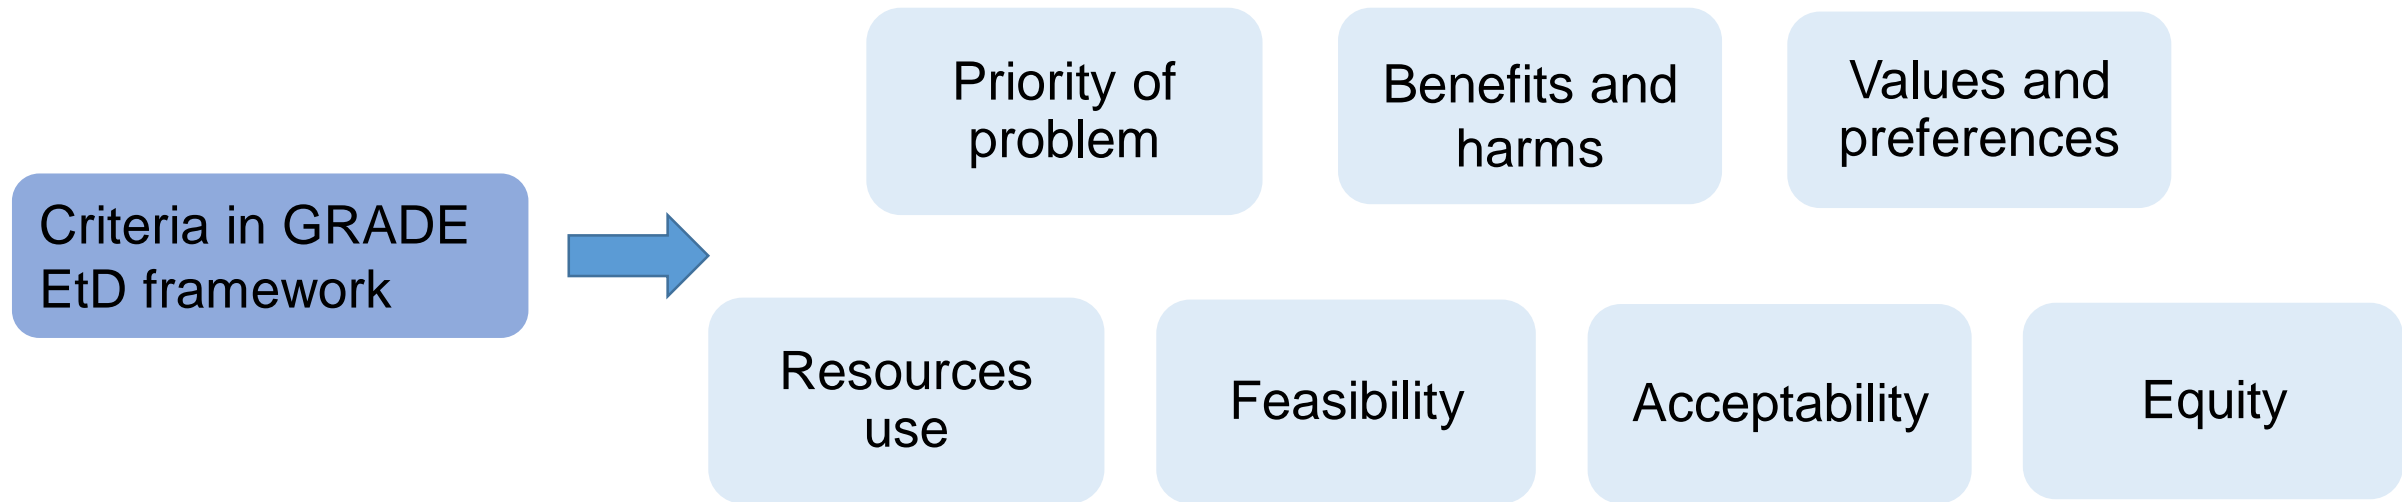 Criteria in GRADE
EtD framework
Priority of
problem
Benefits and
harms
Values and
preferences
Resources
use
Feasibility
Acceptability
Equity